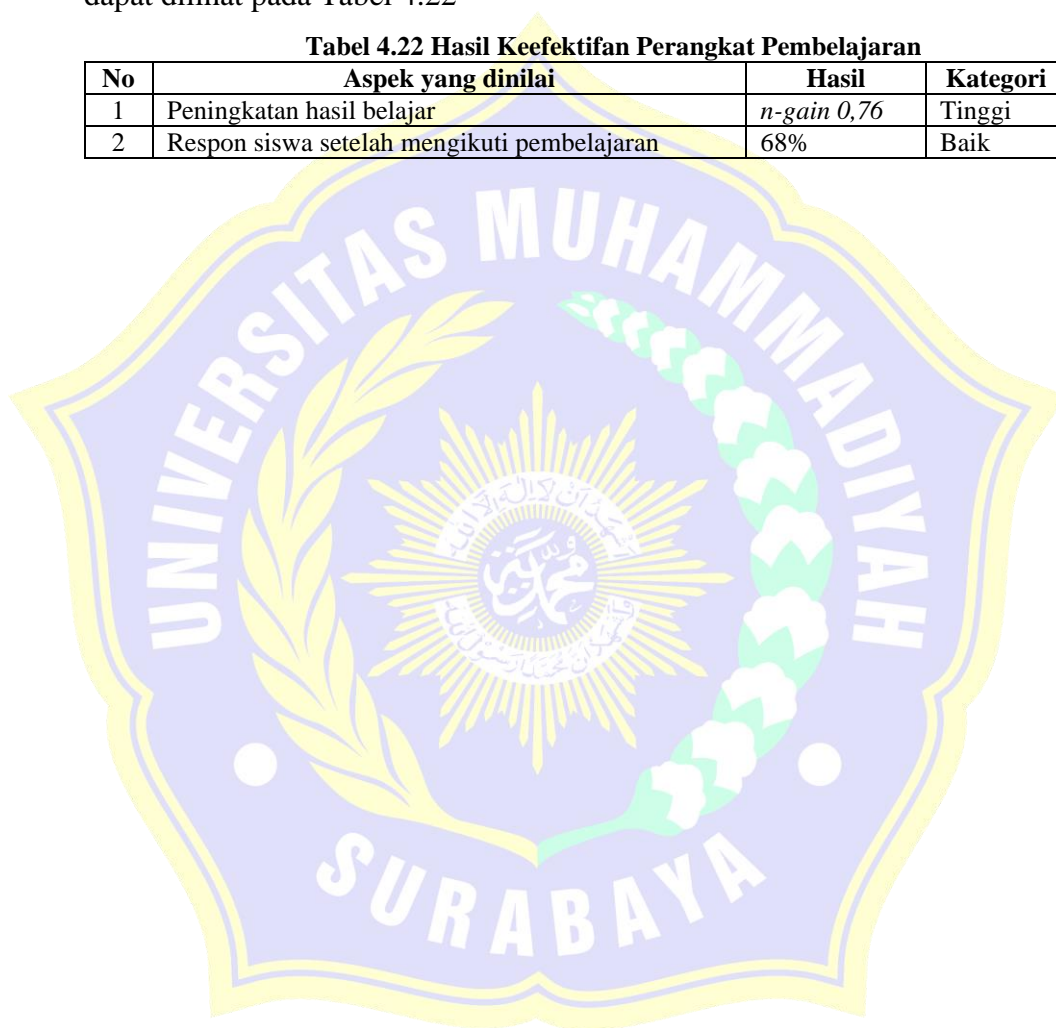 dapat dilihat pada Tabel 4.22
Tabel 4.22 Hasil Keefektifan Perangkat Pembelajaran
No Aspek yang dinilai Hasil Kategori
1 Peningkatan hasil belajar n-gain 0,76 Tinggi
2 Respon siswa setelah mengikuti pembelajaran 68% Baik
UNIVERSITAS MUHAMMADIYAH
محمد
SURABAYA